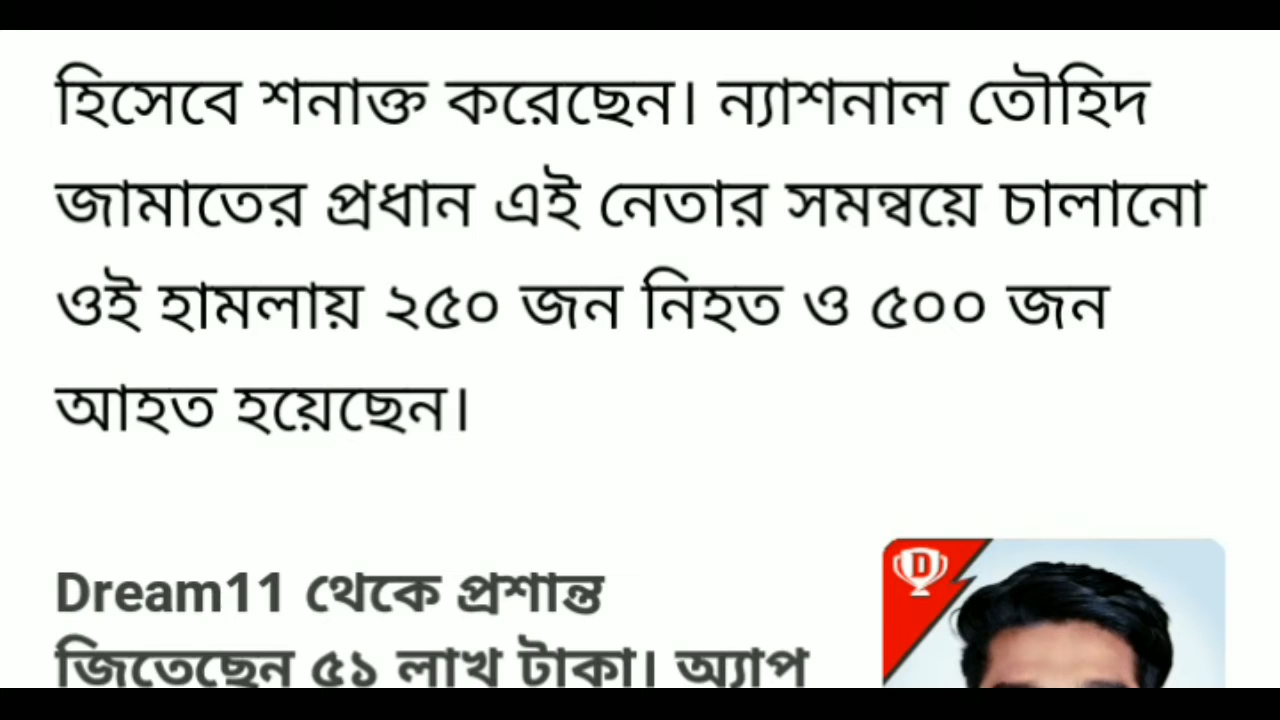 হিসেবে শনাক্ত করেছেন। ন্যাশনাল তৌহিদ
জামাতের প্রধান এই নেতার সমন্বয়ে চালানো
ওই হামলায় ২৫০ জন নিহত ও ৫০০ জন
আহত হয়েছেন।
Dream11 থেকে প্রশান্ত
জিতেছেন ৫১ লাখ টাকা। অ্যাপ
D